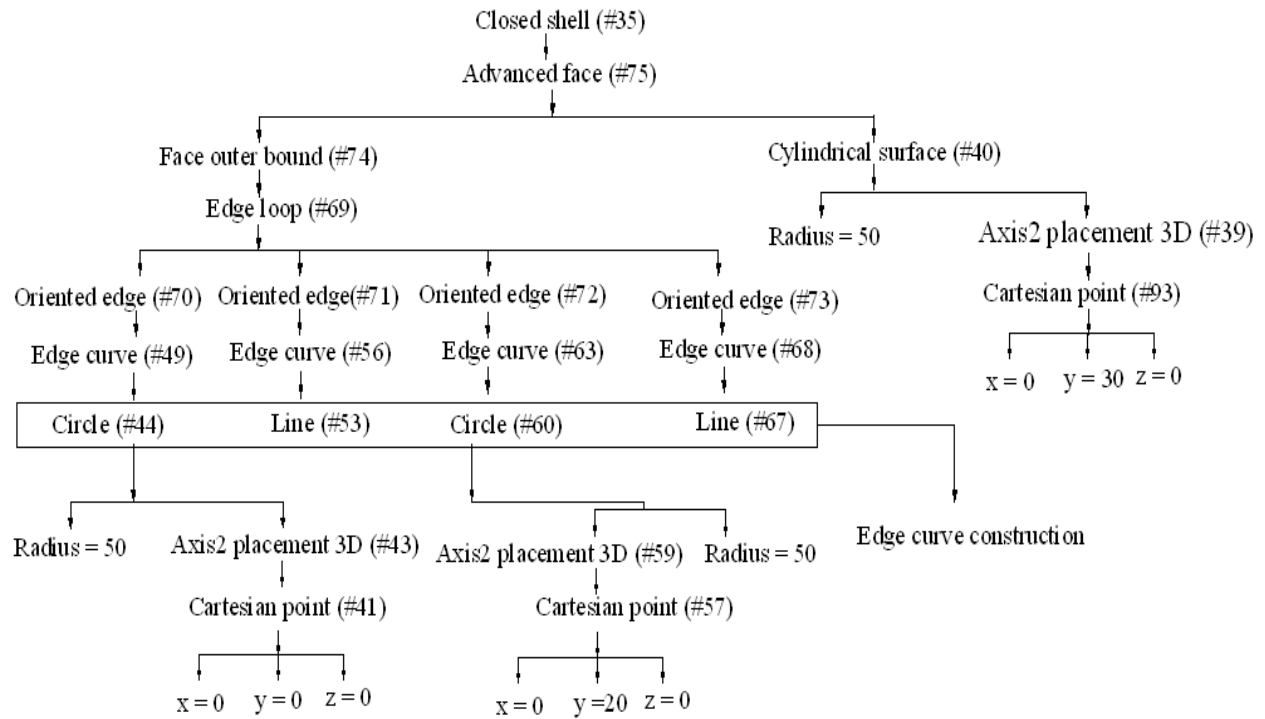 Closed shell (#35)
Advanced face (#75)
Face outer bound (#74)
Cylindrical surface (#40)
Edge loop (#69)
Radius = 50
Axis2 placement 3D (#39)
Oriented edge (#70)
Oriented edge(#71)
Oriented edge (#72)
Oriented edge (#73)
Cartesian point (#93)
Edge curve (#49)
Edge curve (#56)
Edge curve (#63)
Edge curve (#68)
x = 0
y = 30
z = 0
Circle (#44)
Line (#53)
Circle (#60)
Line (#67)
Radius = 50
Axis2 placement 3D (#43)
Axis2 placement 3D (#59)
Radius = 50
Edge curve construction
Cartesian point (#41)
Cartesian point (#57)
x = 0
y = 0
z = 0
x = 0
y =20
z = 0